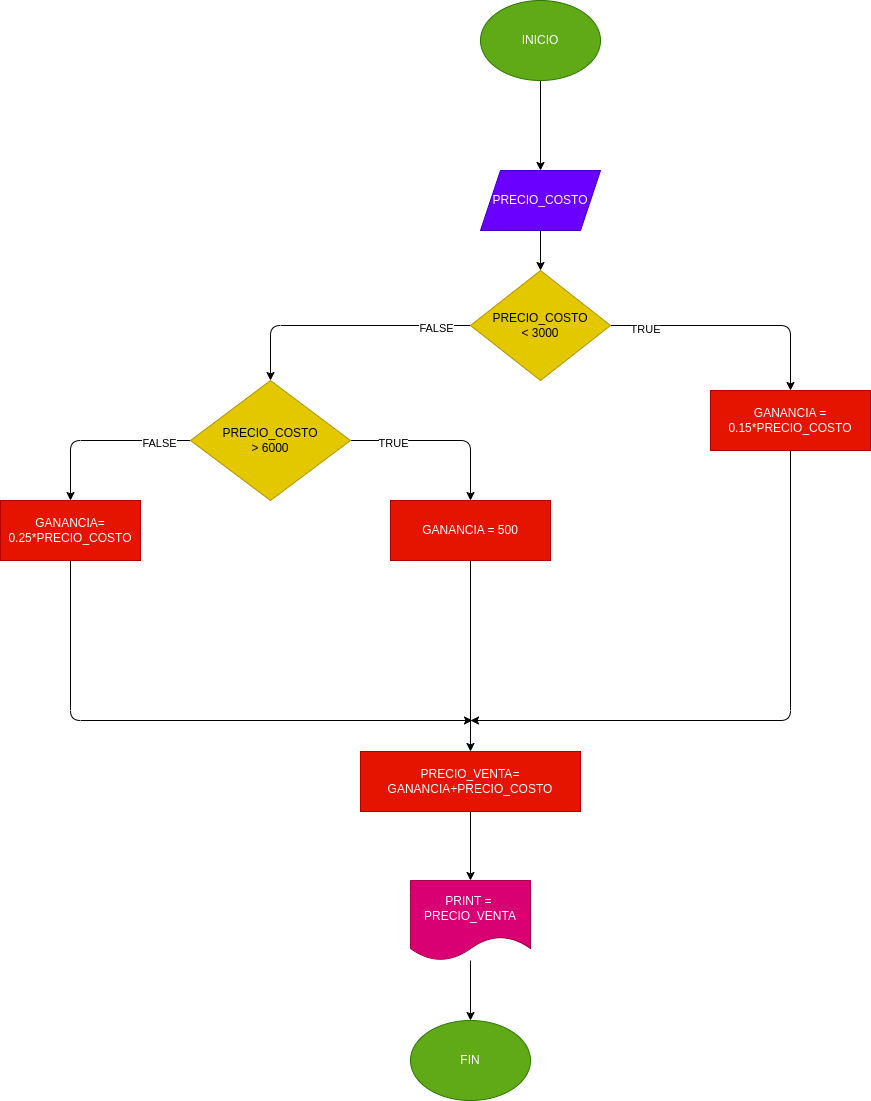 INICIO
PRECIO_COSTO
PRECIO_COSTO
< 3000
FALSE
TRUE
PRECIO_COSTO
> 6000
GANANCIA =
0.15*PRECIO_COSTO
FALSE
TRUE
GANANCIA=
0.25*PRECIO_COSTO
GANANCIA = 500
PRECIO_VENTA=
GANANCIA+PRECIO_COSTO
PRINT =
PRECIO_VENTA
FIN